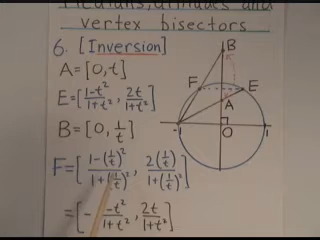 Medians, altitudes and
vertex bisectors
6. [Inversion]
A=[0,t]
E=[1-t²/1+t², 2t/1+t²]
B=[0, 1/t]
F=[1-(1/t)²/1+(1/t)², 2(1/t)/1+(1/t)²]
=[- 1-t²/1+t², 2t/1+t²]
B
F
E
A
-1
O
1